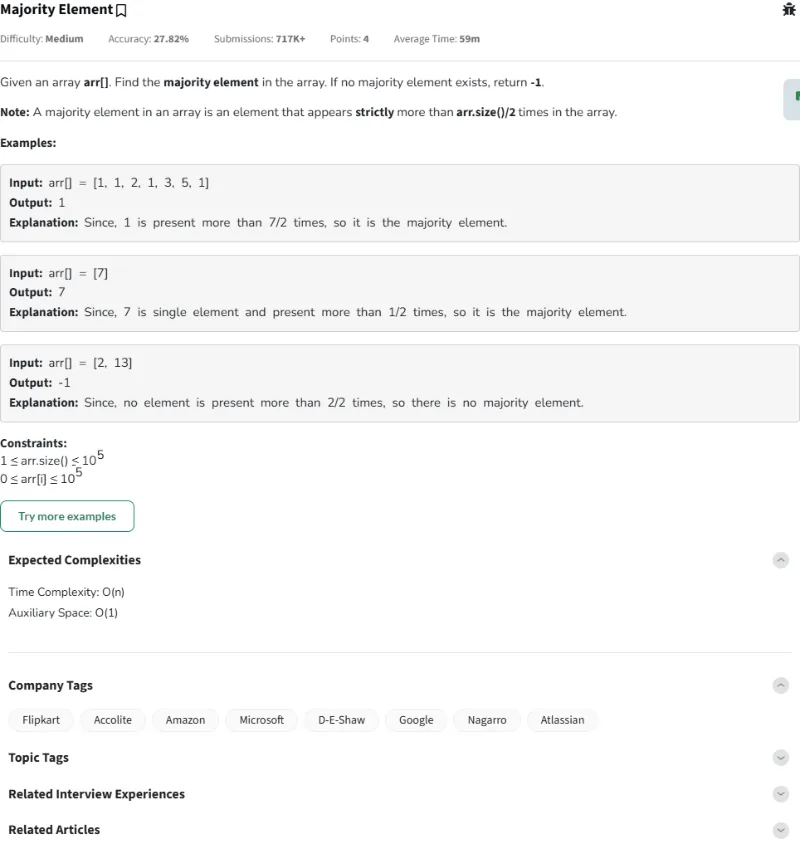 Majority Element
Difficulty: Medium Accuracy: 27.82% Submissions: 717K+ Points: 4 Average Time: 59m
Given an array arr[]. Find the majority element in the array. If no majority element exists, return -1.
Note: A majority element in an array is an element that appears strictly more than arr.size()/2 times in the array.
Examples:
Input: arr[] = [1, 1, 2, 1, 3, 5, 1]
Output: 1
Explanation: Since, 1 is present more than 7/2 times, so it is the majority element.
Input: arr[] = [7]
Output: 7
Explanation: Since, 7 is single element and present more than 1/2 times, so it is the majority element.
Input: arr[] = [2, 13]
Output: -1
Explanation: Since, no element is present more than 2/2 times, so there is no majority element.
Constraints:
1 ≤ arr.size() ≤ 10⁵
0 ≤ arr[i] ≤ 10⁵
Try more examples
Expected Complexities
Time Complexity: O(n)
Auxiliary Space: O(1)
Company Tags
Flipkart Accolite Amazon Microsoft D-E-Shaw Google Nagarro Atlassian
Topic Tags
Related Interview Experiences
Related Articles